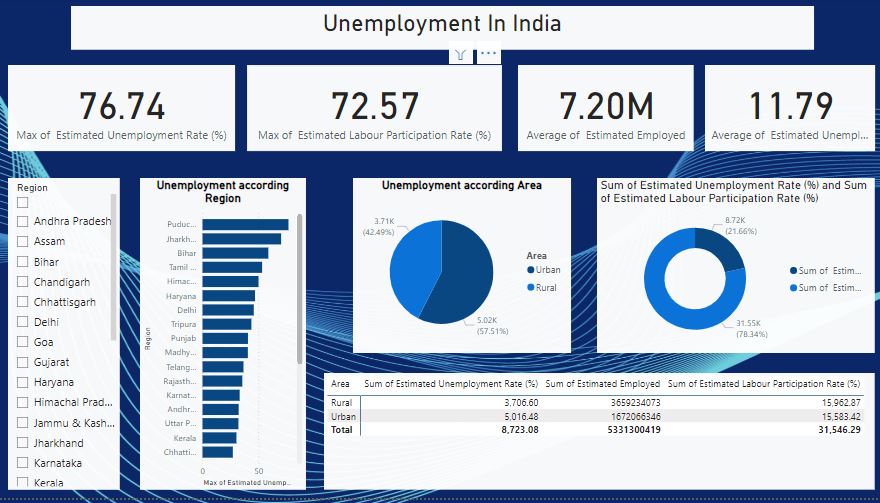 Unemployment In India
76.74
Max of Estimated Unemployment Rate (%)
72.57
Max of Estimated Labour Participation Rate (%)
7.20M
Average of Estimated Employed
11.79
Average of Estimated Unempl...
Region
Andhra Pradesh
Assam
Bihar
Chandigarh
Chhattisgarh
Delhi
Goa
Gujarat
Haryana
Himachal Prad...
Jammu & Kash...
Jharkhand
Karnataka
Kerala
Unemployment according
Region
Region
Puduc...
Jharkh...
Bihar
Tamil ...
Himac...
Haryana
Delhi
Tripura
Punjab
Madhy...
Telang...
Rajasth...
Karnat...
Andhr...
Uttar P...
Kerala
Chhatti...
0 50
Max of Estimated Unemp...
Unemployment according Area
3.71K
(42.49%)
5.02K
(57.51%)
Area
Urban
Rural
Sum of Estimated Unemployment Rate (%) and Sum
of Estimated Labour Participation Rate (%)
8.72K
(21.66%)
31.55K
(78.34%)
Sum of Estim...
Sum of Estim...
Area Sum of Estimated Unemployment Rate (%) Sum of Estimated Employed Sum of Estimated Labour Participation Rate (%)
Rural 3,706.60 3659234073 15,962.87
Urban 5,016.48 1672066346 15,583.42
Total 8,723.08 5331300419 31,546.29